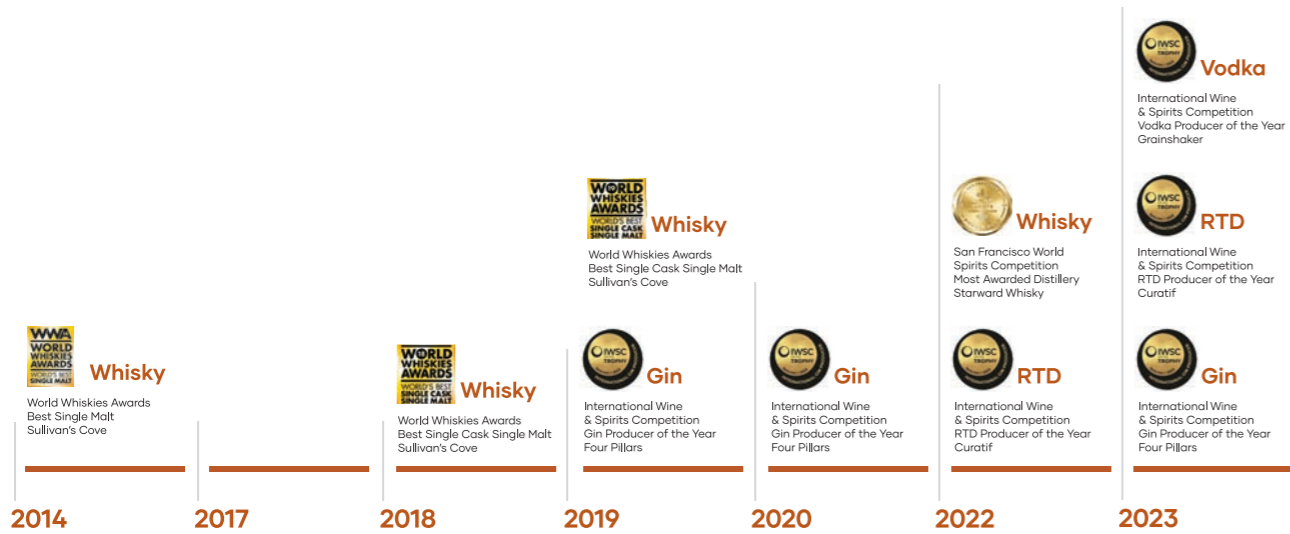 WWA
WORLD
WHISKIES
AWARDS
WORLD'S BEST
SINGLE MALT
Whisky
World Whiskies Awards
Best Single Malt
Sullivan's Cove
2014
2017
WORLD
WHISKIES
AWARDS
WORLD'S BEST
SINGLE CASK
SINGLE MALT
Whisky
World Whiskies Awards
Best Single Cask Single Malt
Sullivan's Cove
2018
WORLD
WHISKIES
AWARDS
WORLD'S BEST
SINGLE CASK
SINGLE MALT
Whisky
World Whiskies Awards
Best Single Cask Single Malt
Sullivan's Cove
IWSC
TROPHY
Gin
International Wine
& Spirits Competition
Gin Producer of the Year
Four Pillars
2019
IWSC
TROPHY
Gin
International Wine
& Spirits Competition
Gin Producer of the Year
Four Pillars
2020
Whisky
San Francisco World
Spirits Competition
Most Awarded Distillery
Starward Whisky
IWSC
TROPHY
RTD
International Wine
& Spirits Competition
RTD Producer of the Year
Curatif
2022
IWSC
TROPHY
Vodka
International Wine
& Spirits Competition
Vodka Producer of the Year
Grainshaker
IWSC
TROPHY
RTD
International Wine
& Spirits Competition
RTD Producer of the Year
Curatif
IWSC
TROPHY
Gin
International Wine
& Spirits Competition
Gin Producer of the Year
Four Pillars
2023